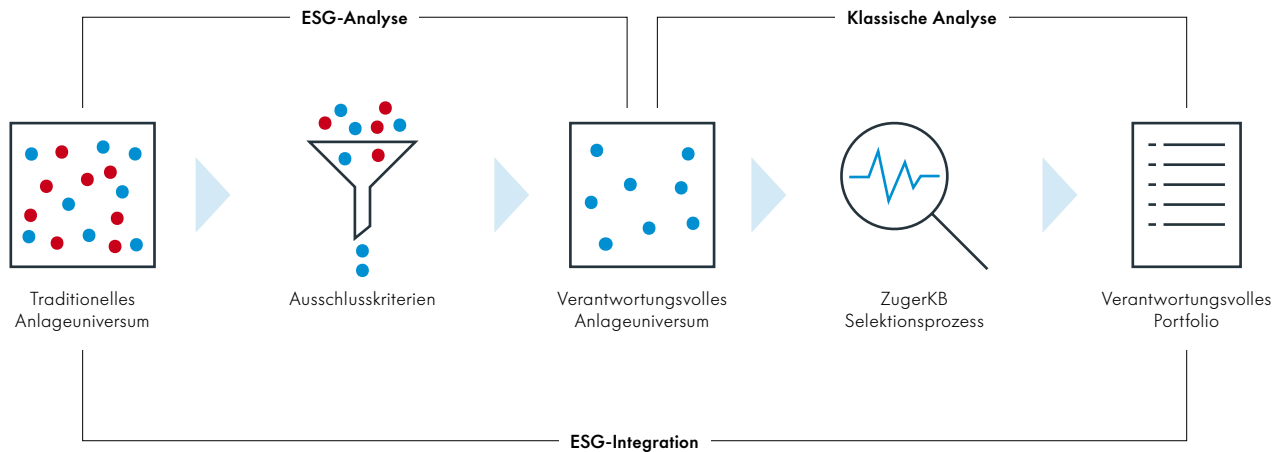 ESG-Analyse
Klassische Analyse
Traditionelles
Anlageuniversum
Ausschlusskriterien
Verantwortungsvolles
Anlageuniversum
ZugerKB
Selektionsprozess
Verantwortungsvolles
Portfolio
ESG-Integration